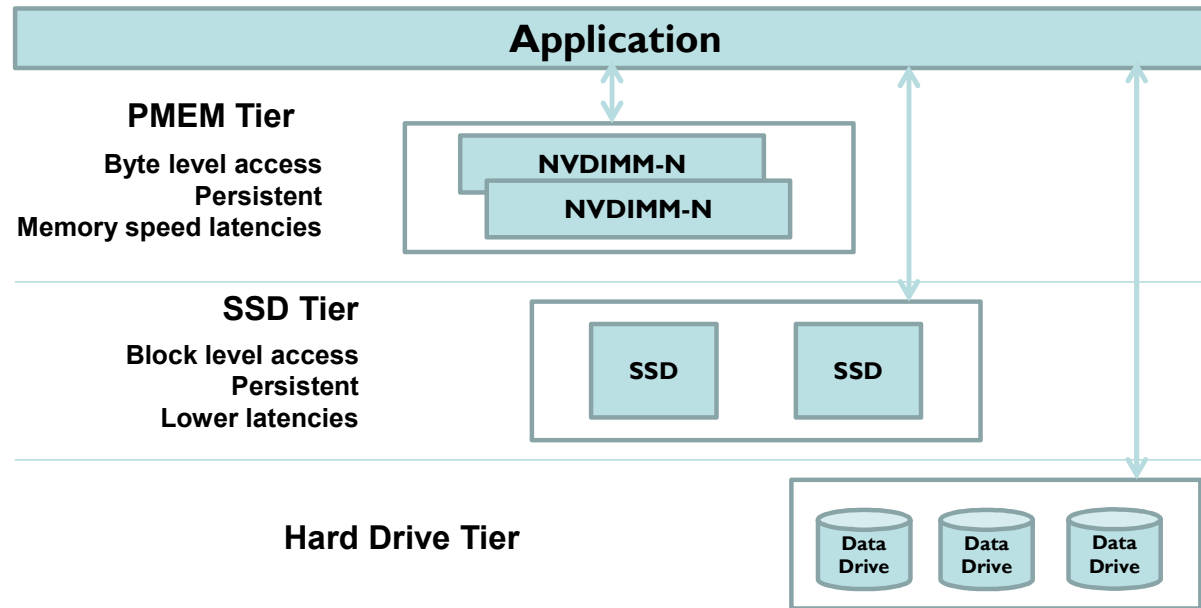 Application
PMEM Tier
Byte level access
Persistent
Memory speed latencies
NVDIMM-N
NVDIMM-N
SSD Tier
Block level access
Persistent
Lower latencies
SSD
SSD
Hard Drive Tier
Data
Drive
Data
Drive
Data
Drive